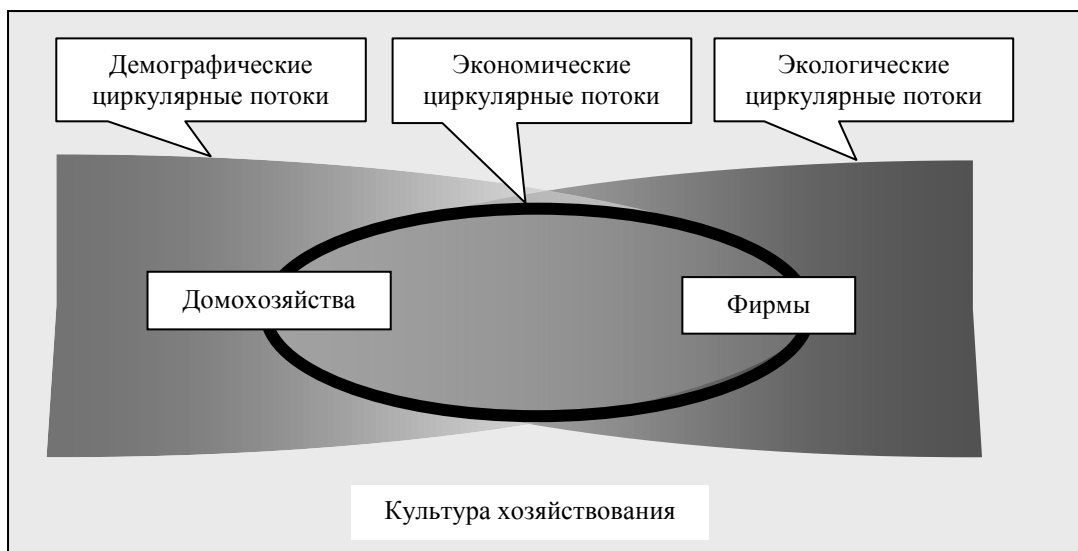 Демографические
циркулярные потоки
Экономические
циркулярные потоки
Экологические
циркулярные потоки
Домохозяйства
Фирмы
Культура хозяйствования